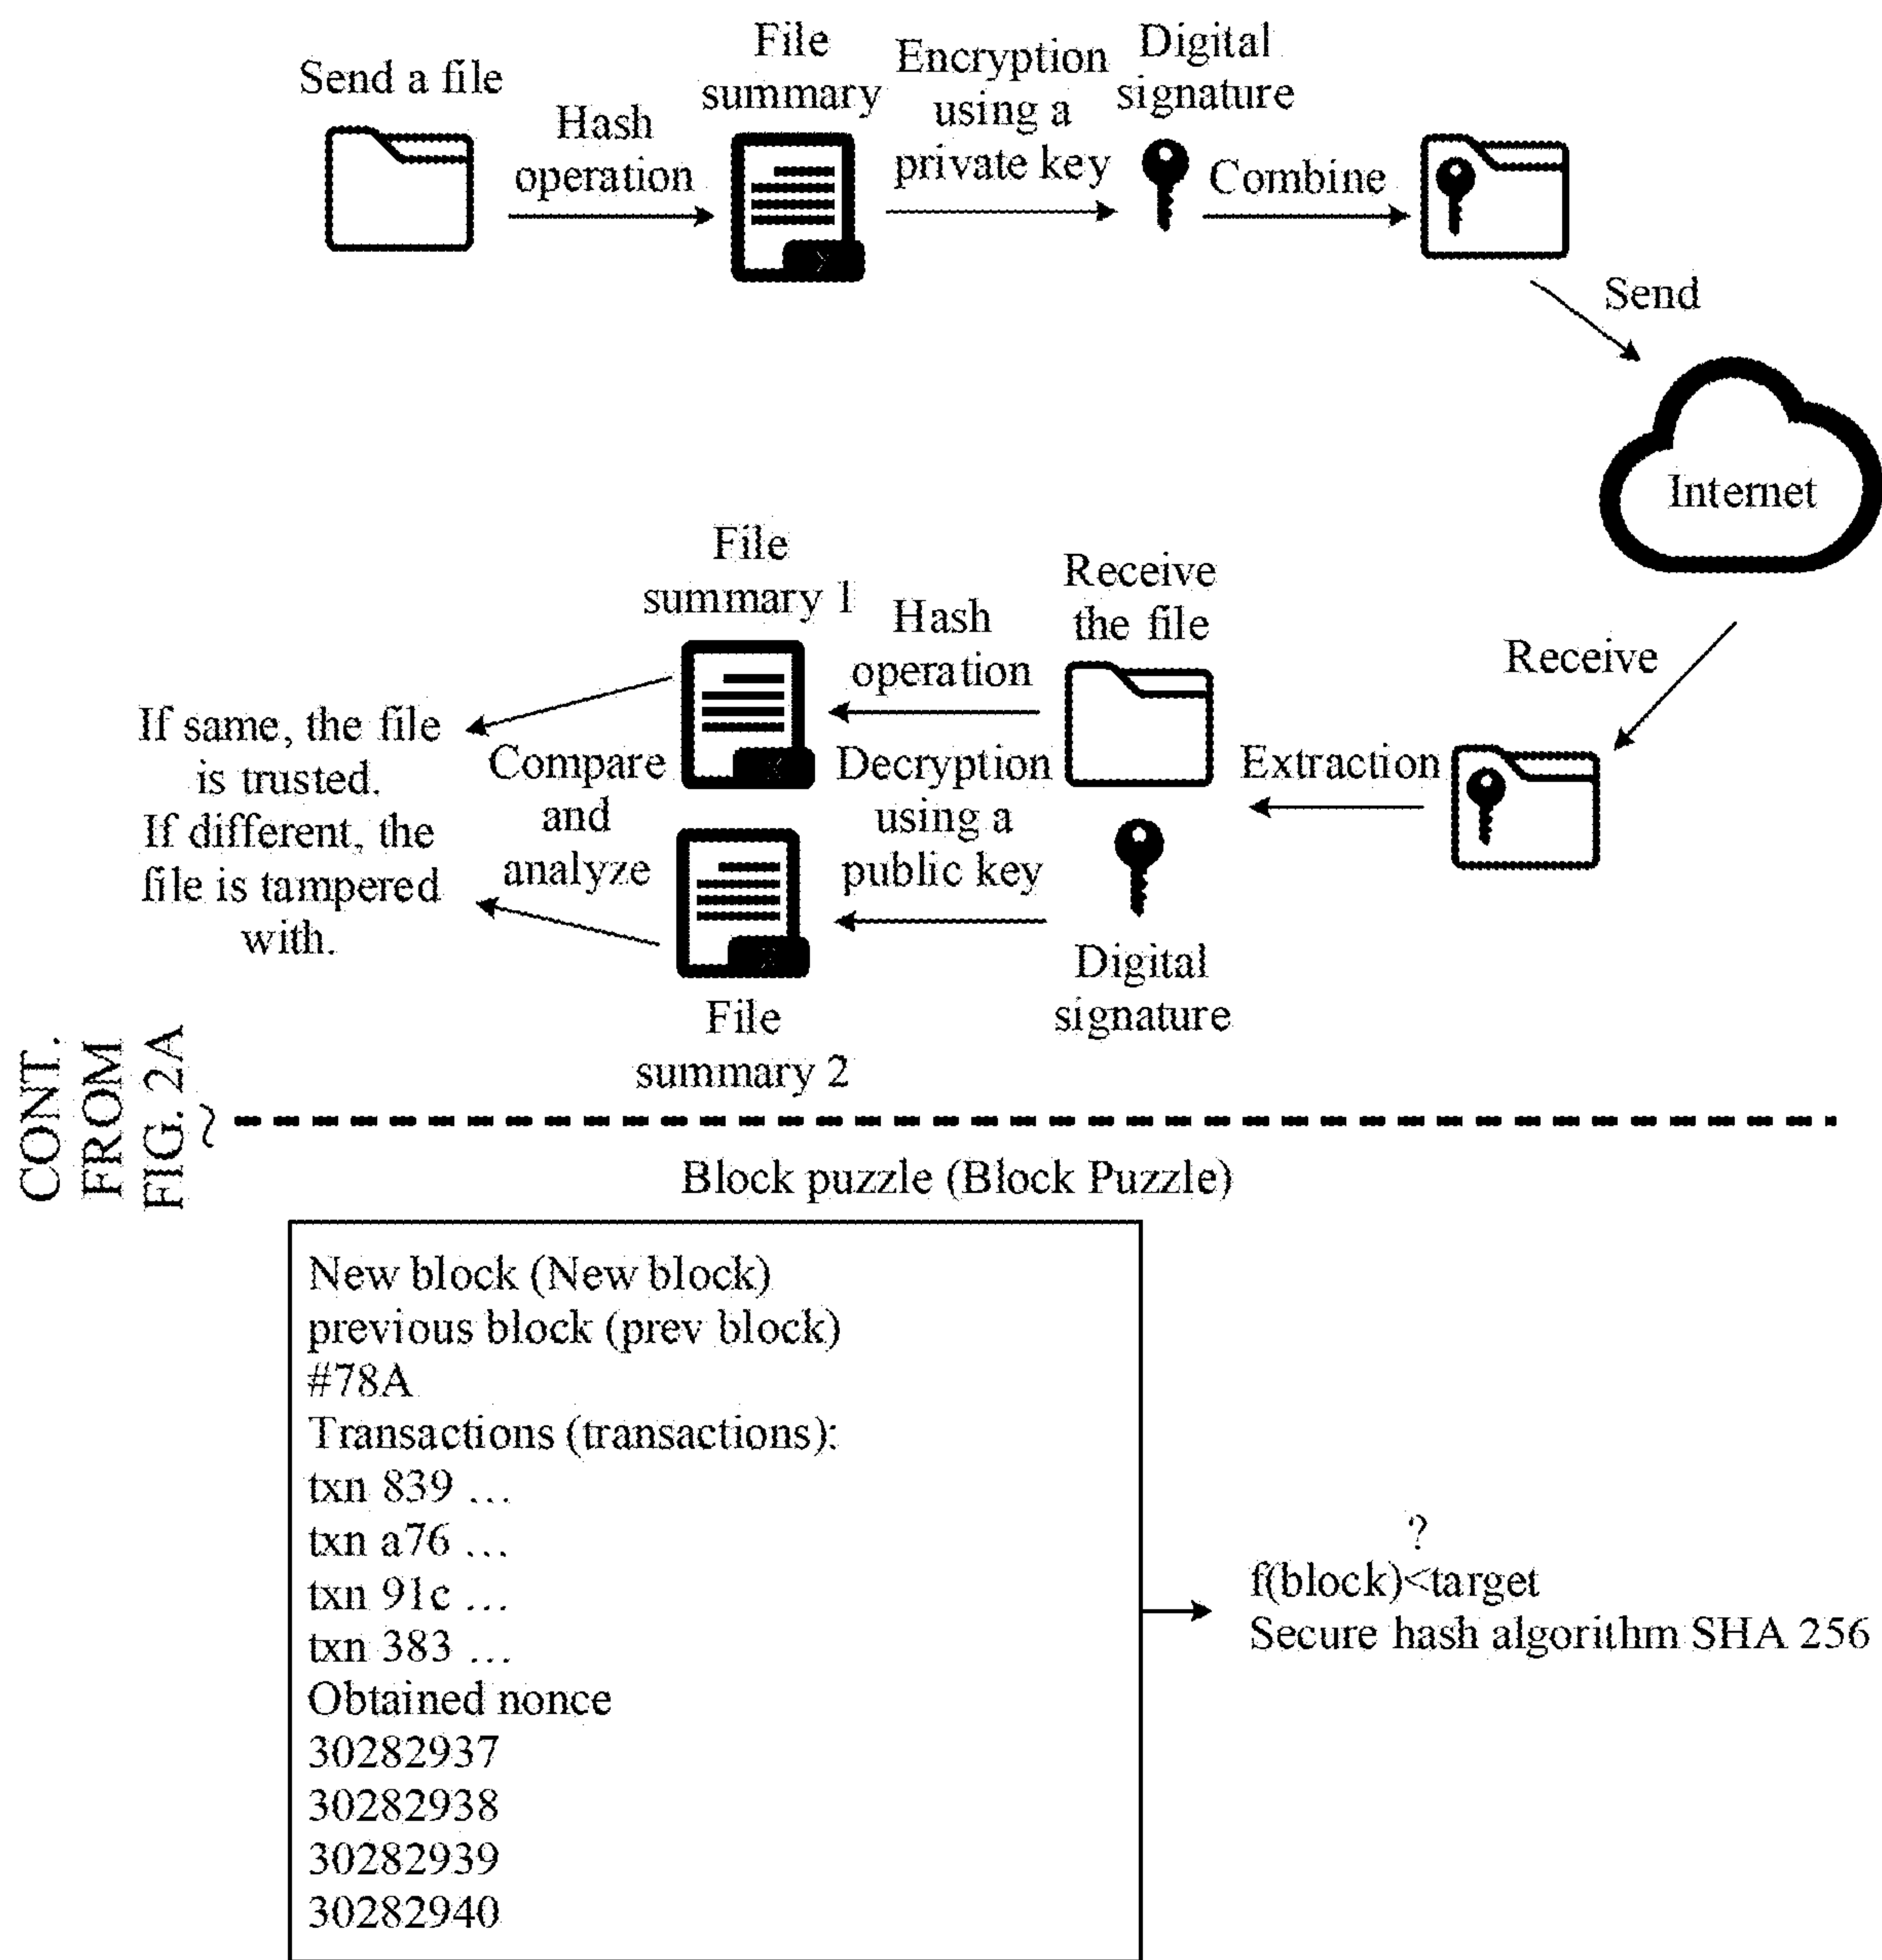 Send a file
Hash
operation
File
summary
Encryption
using a
private key
Digital
signature
Combine
Send
Internet
Receive
Extraction
Receive
the file
Hash
operation
File
summary 1
Digital
signature
Decryption
using a
public key
File
summary 2
Compare
and
analyze
If same, the file
is trusted.
If different, the
file is tampered
with.
CONT.
FROM
FIG. 2A
Block puzzle (Block Puzzle)
New block (New block)
previous block (prev block)
#78A
Transactions (transactions):
txn 839 ...
txn a76 ...
txn 91c ...
txn 383 ...
Obtained nonce
30282937
30282938
30282939
30282940
?
f(block)<target
Secure hash algorithm SHA 256